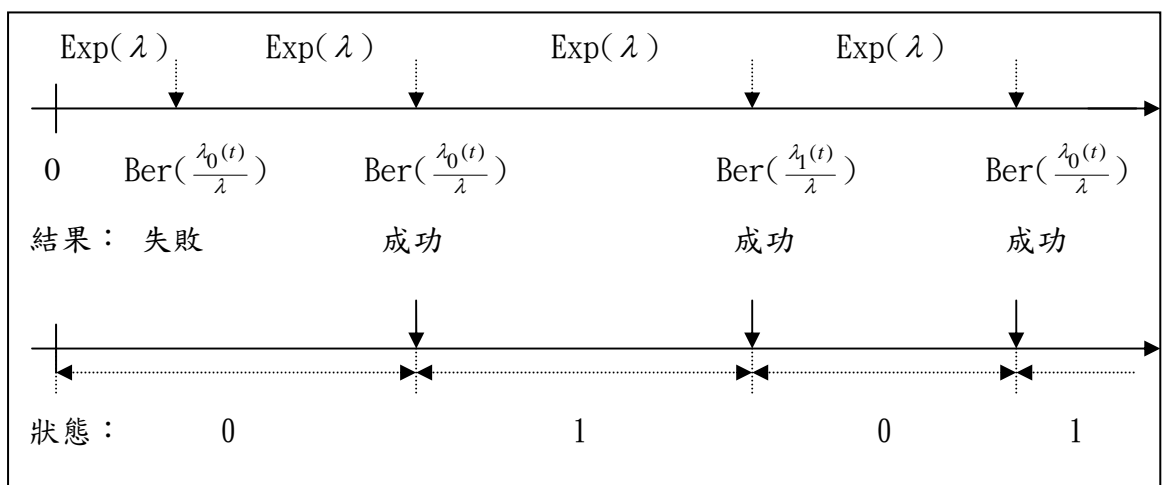 Exp(λ) Exp(λ) Exp(λ) Exp(λ)
0 Ber(λ0(t)/λ) Ber(λ0(t)/λ) Ber(λ1(t)/λ) Ber(λ0(t)/λ)
結果： 失敗 成功 成功 成功
狀態： 0 1 0 1